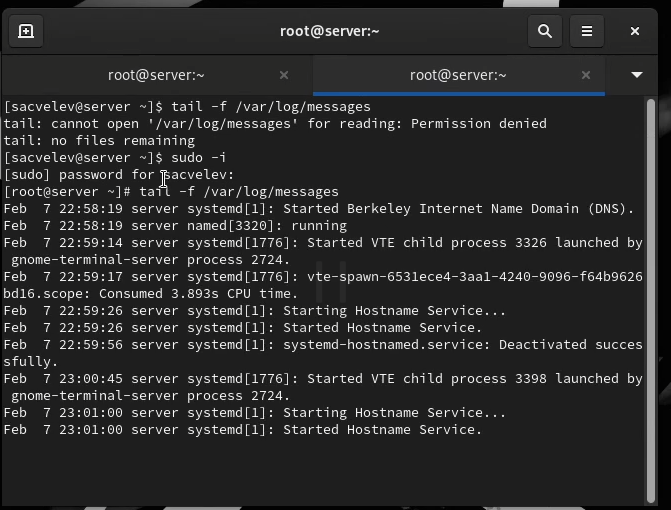 root@server:~
root@server:~
root@server:~
[sacvelev@server ~]$ tail -f /var/log/messages
tail: cannot open '/var/log/messages' for reading: Permission denied
tail: no files remaining
[sacvelev@server ~]$ sudo -i
[sudo] password for sacvelev:
[root@server ~]# tail -f /var/log/messages
Feb  7 22:58:19 server systemd[1]: Started Berkeley Internet Name Domain (DNS).
Feb  7 22:58:19 server named[3320]: running
Feb  7 22:59:14 server systemd[1776]: Started VTE child process 3326 launched by
 gnome-terminal-server process 2724.
Feb  7 22:59:17 server systemd[1776]: vte-spawn-6531ece4-3aa1-4240-9096-f64b9626
bd16.scope: Consumed 3.893s CPU time.
Feb  7 22:59:26 server systemd[1]: Starting Hostname Service...
Feb  7 22:59:26 server systemd[1]: Started Hostname Service.
Feb  7 22:59:56 server systemd[1]: systemd-hostnamed.service: Deactivated succes
sfully.
Feb  7 23:00:45 server systemd[1776]: Started VTE child process 3398 launched by
 gnome-terminal-server process 2724.
Feb  7 23:01:00 server systemd[1]: Starting Hostname Service...
Feb  7 23:01:00 server systemd[1]: Started Hostname Service.